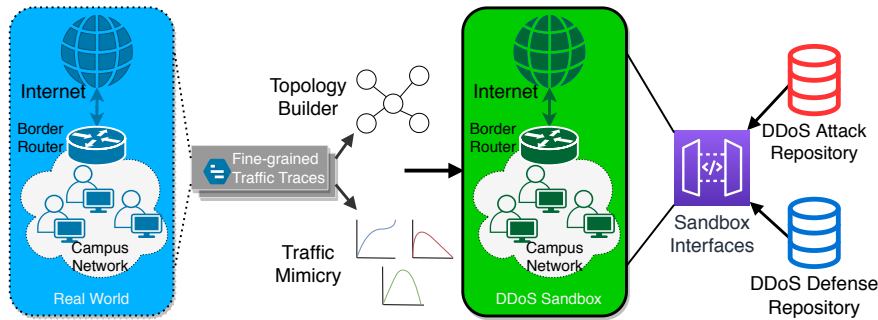 Internet
Border
Router
Campus
Network
Real World
Fine-grained
Traffic Traces
Topology
Builder
Traffic
Mimicry
Internet
Border
Router
Campus
Network
DDoS Sandbox
</>
Sandbox
Interfaces
DDoS Attack
Repository
DDoS Defense
Repository